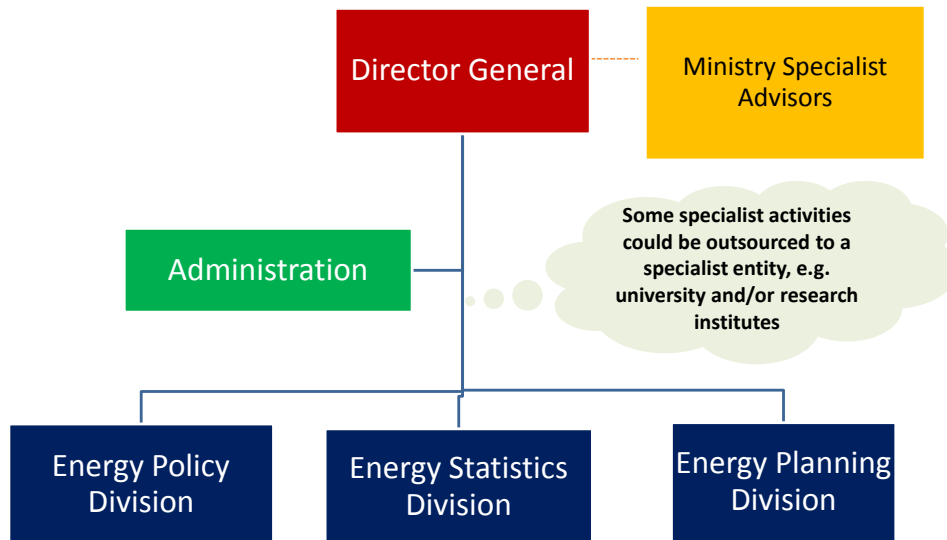 Director General
Ministry Specialist
Advisors
Some specialist activities
could be outsourced to a
specialist entity, e.g.
university and/or research
institutes
Administration
Energy Policy
Division
Energy Statistics
Division
Energy Planning
Division